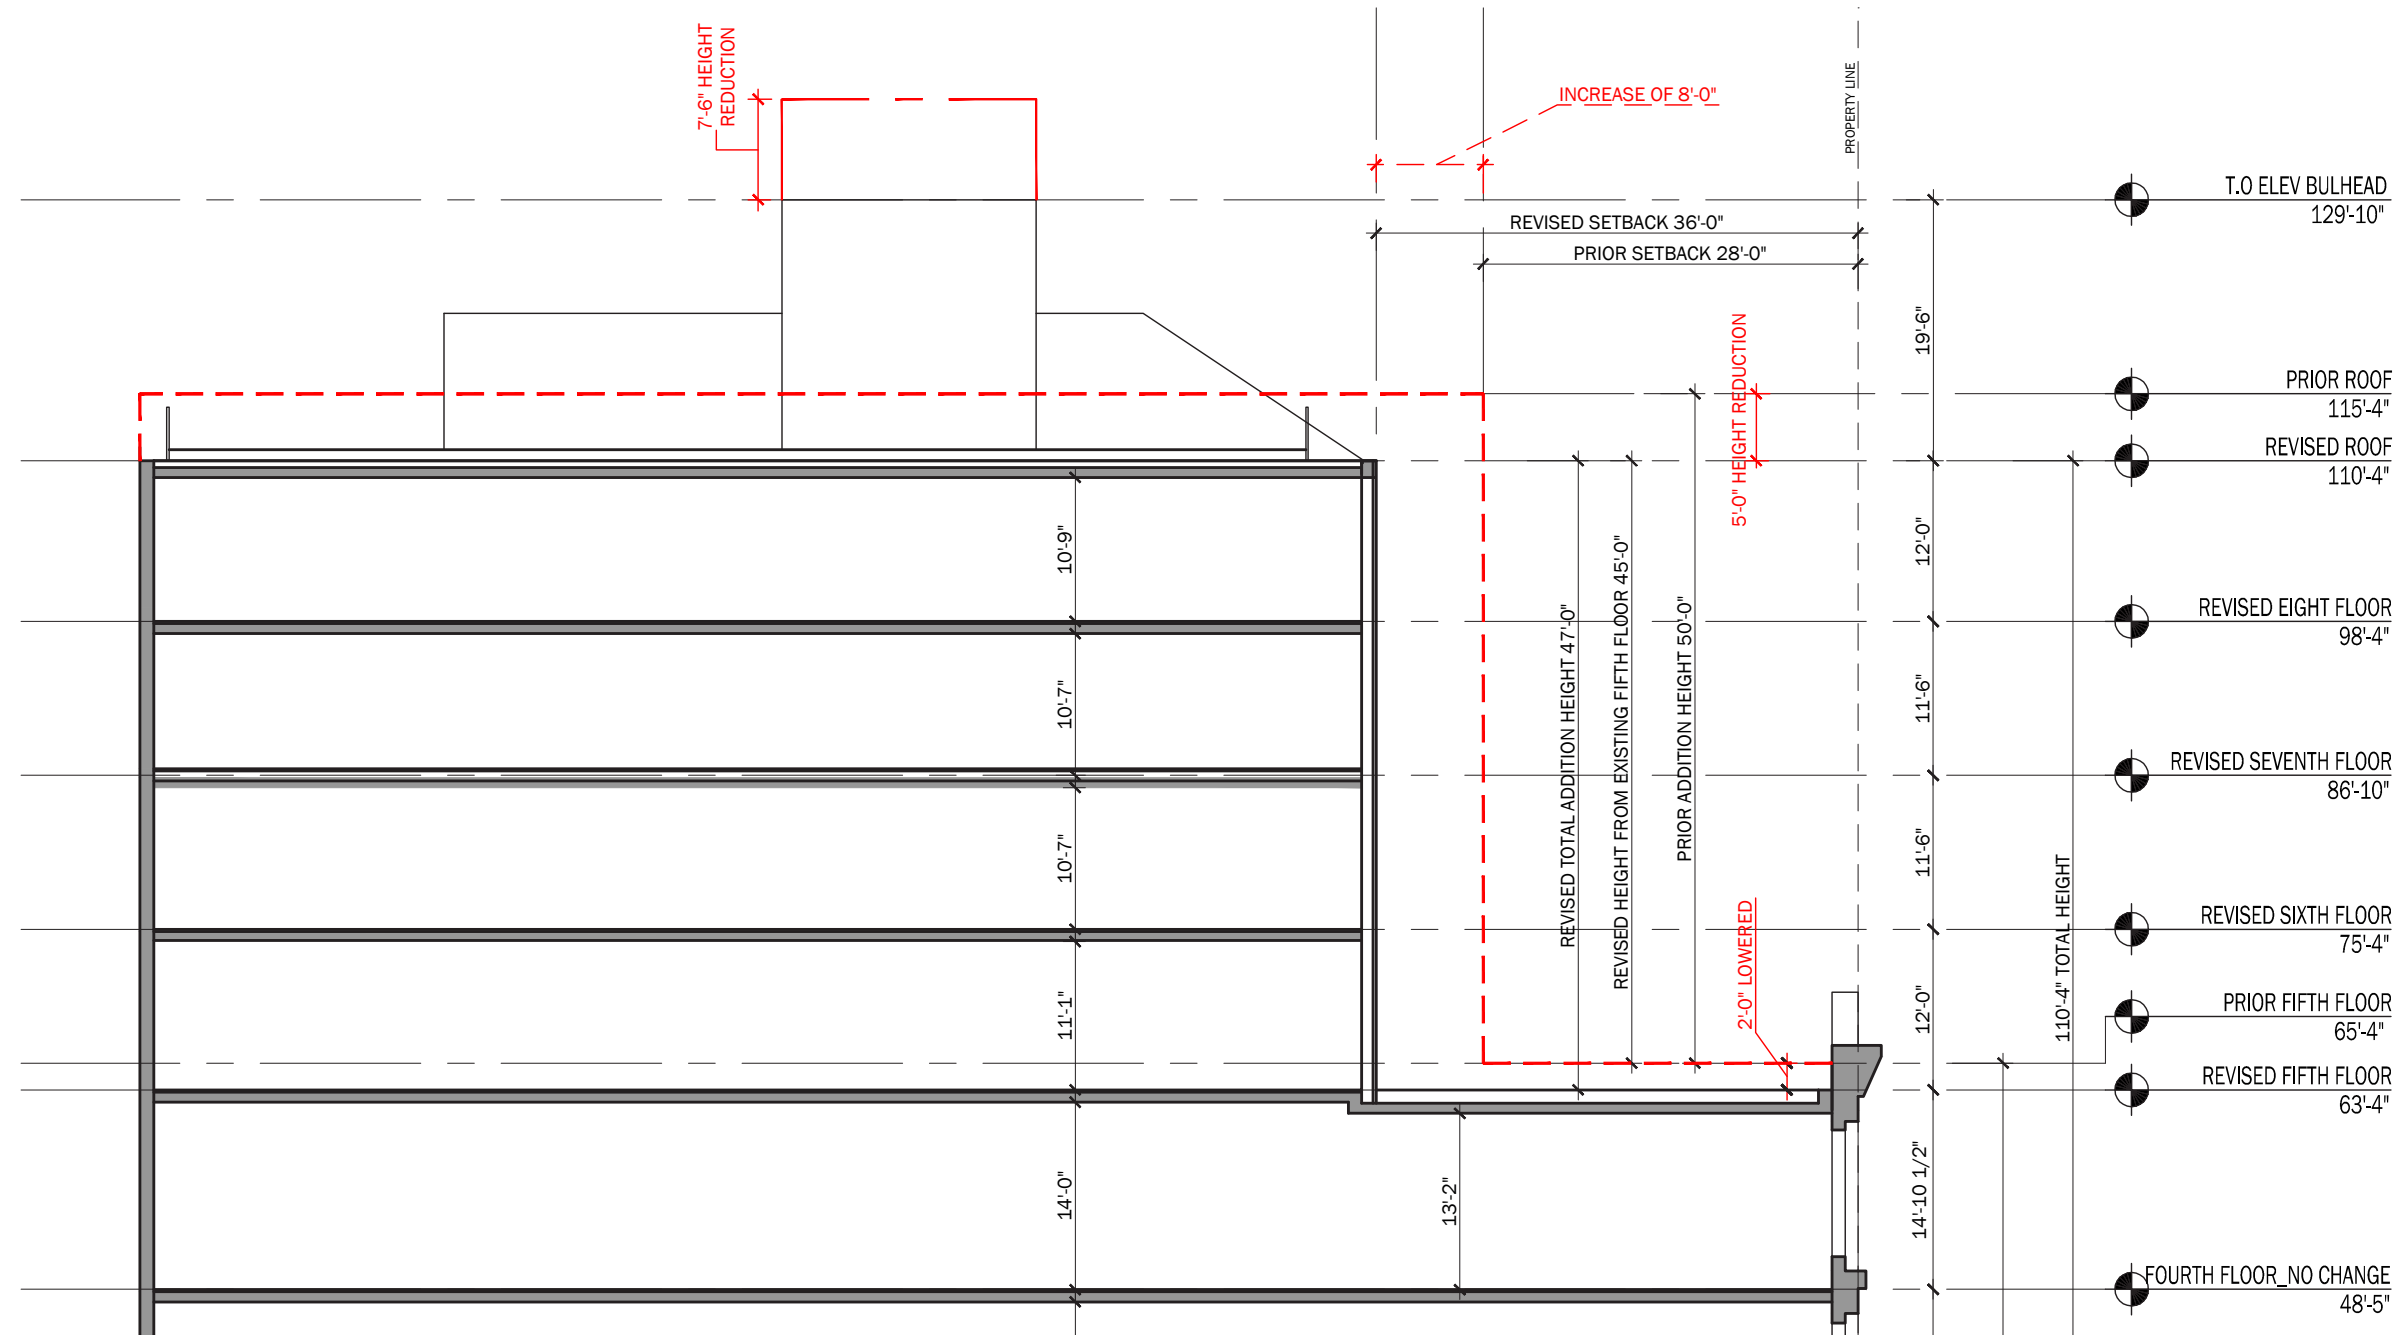 7'-6" HEIGHT
REDUCTION
INCREASE OF 8'-0"
PROPERTY LINE
T.O ELEV BULHEAD
129'-10"
REVISED SETBACK 36'-0"
PRIOR SETBACK 28'-0"
19'-6"
5'-0" HEIGHT REDUCTION
PRIOR ROOF
115'-4"
REVISED ROOF
110'-4"
10'-9"
12'-0"
REVISED TOTAL ADDITION HEIGHT 47'-0"
REVISED HEIGHT FROM EXISTING FIFTH FLOOR 45'-0"
PRIOR ADDITION HEIGHT 50'-0"
REVISED EIGHT FLOOR
98'-4"
10'-7"
11'-6"
REVISED SEVENTH FLOOR
86'-10"
10'-7"
11'-6"
110'-4" TOTAL HEIGHT
REVISED SIXTH FLOOR
75'-4"
2'-0" LOWERED
11'-1"
12'-0"
PRIOR FIFTH FLOOR
65'-4"
REVISED FIFTH FLOOR
63'-4"
14'-0"
13'-2"
14'-10 1/2"
FOURTH FLOOR_NO CHANGE
48'-5"